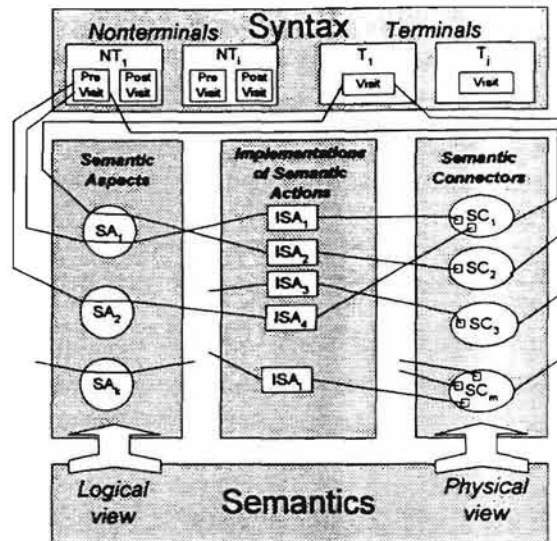 Nonterminals Syntax Terminals
NT1 NTi T1 Ti
Pre Visit Post Visit Pre Visit Post Visit Visit Visit
Semantic Aspects
Implementations of Semantic Actions
Semantic Connectors
SA1 ISA1 SC1
ISA2
SC2
ISA3
SA2 ISA4 SC3
SAk ISAl SCm
Logical view
Semantics
Physical view